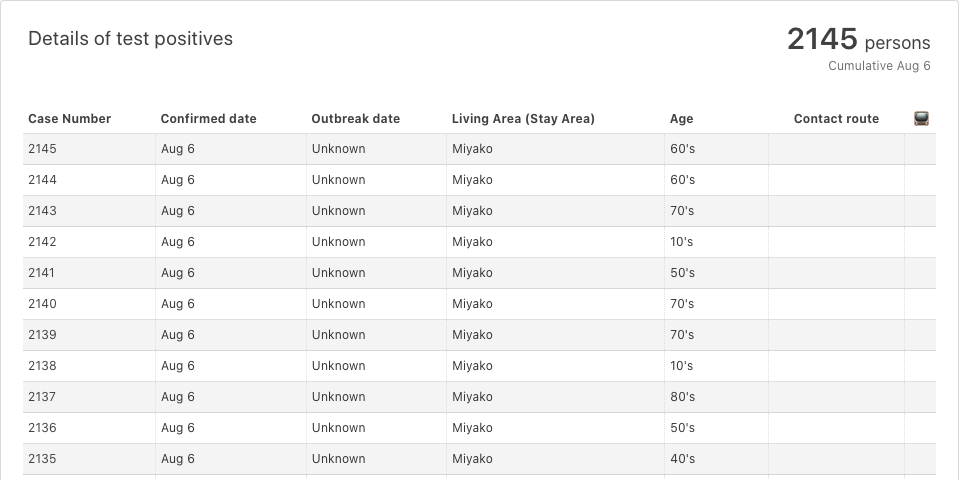 Details of test positives
2145 persons
Cumulative Aug 6
Case Number Confirmed date Outbreak date Living Area (Stay Area) Age Contact route
2145 Aug 6 Unknown Miyako 60's
2144 Aug 6 Unknown Miyako 60's
2143 Aug 6 Unknown Miyako 70's
2142 Aug 6 Unknown Miyako 10's
2141 Aug 6 Unknown Miyako 50's
2140 Aug 6 Unknown Miyako 70's
2139 Aug 6 Unknown Miyako 70's
2138 Aug 6 Unknown Miyako 10's
2137 Aug 6 Unknown Miyako 80's
2136 Aug 6 Unknown Miyako 50's
2135 Aug 6 Unknown Miyako 40's